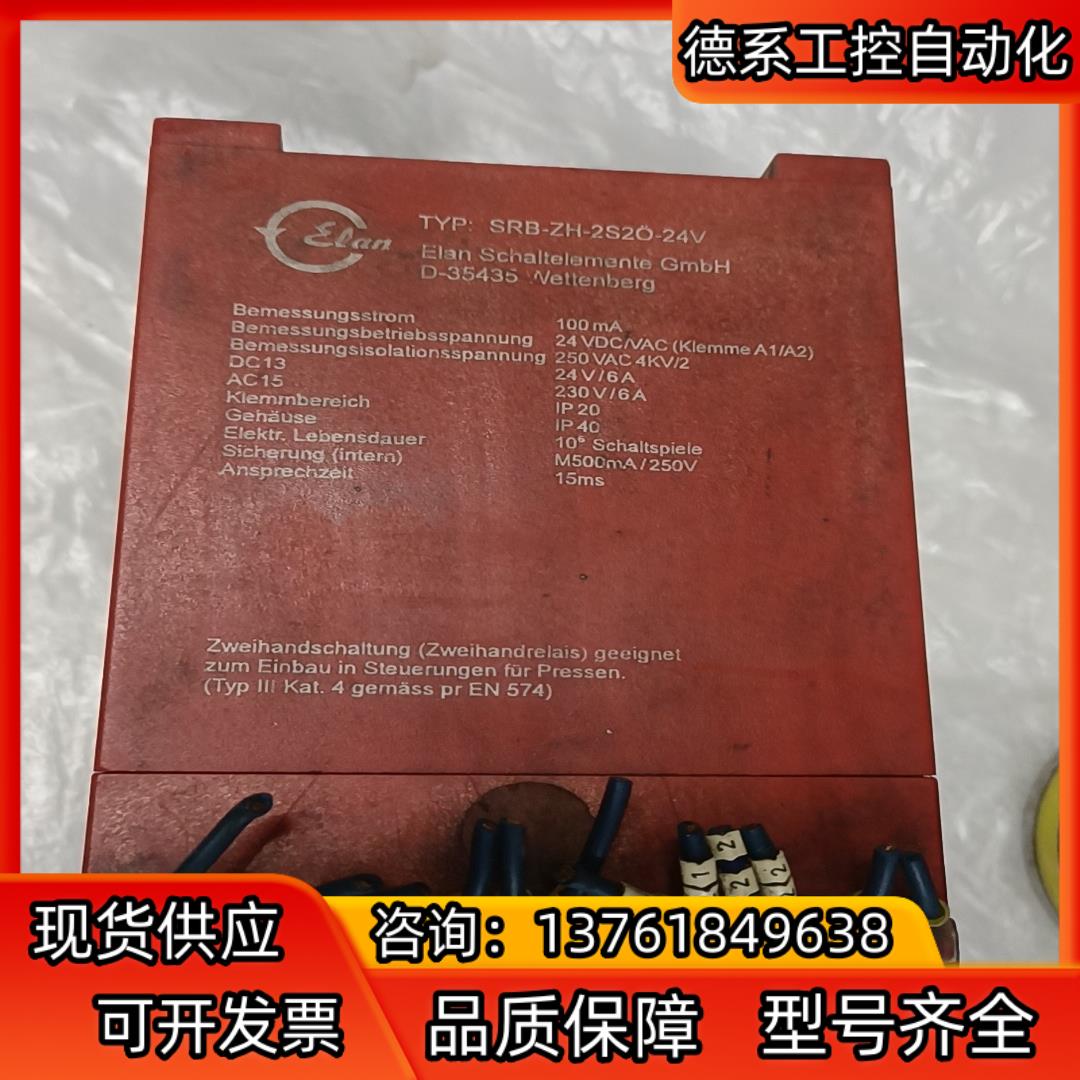 德系工控自动化
Elan
TYP: SRB-ZH-2S2Ö-24V
Elan Schaltelemente GmbH
D-35435 Wettenberg
Bemessungsstrom 100 mA
Bemessungsbetriebsspannung 24 VDC/VAC (Klemme A1/A2)
Bemessungsisolationsspannung 250 VAC 4KV/2
DC13 24 V / 6 A
AC15 230 V / 6 A
Klemmbereich IP 20
Gehäuse IP 40
Elektr. Lebensdauer 10⁶ Schaltspiele
Sicherung (intern) M500mA / 250V
Ansprechzeit 15ms
Zweihandschaltung (Zweihandrelais) geeignet
zum Einbau in Steuerungen für Pressen.
(Typ III Kat. 4 gemäss pr EN 574)
2
1 2 2
现货供应
咨询：13761849638
可开发票 品质保障 型号齐全